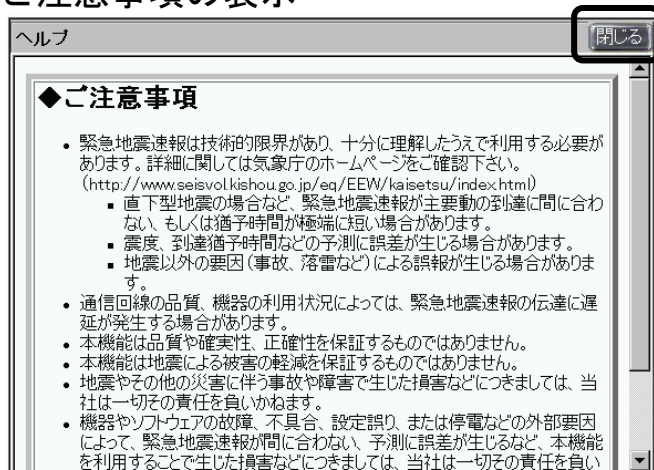 ご注意事項の表示
ヘルプ
閉じる
◆ご注意事項
• 緊急地震速報は技術的限界があり、十分に理解したうえで利用する必要が
あります。詳細に関しては気象庁のホームページをご確認下さい。
(http://www.seisvol.kishou.go.jp/eq/EEW/kaisetsu/index.html)
▪ 直下型地震の場合など、緊急地震速報が主要動の到達に間に合わ
ない、もしくは猶予時間が極端に短い場合があります。
▪ 震度、到達猶予時間などの予測に誤差が生じる場合があります。
▪ 地震以外の要因(事故、落雷など)による誤報が生じる場合がありま
す。
• 通信回線の品質、機器の利用状況によっては、緊急地震速報の伝達に遅
延が発生する場合があります。
• 本機能は品質や確実性、正確性を保証するものではありません。
• 本機能は地震による被害の軽減を保証するものではありません。
• 地震やその他の災害に伴う事故や障害で生じた損害などにつきましては、当
社は一切その責任を負いかねます。
• 機器やソフトウェアの故障、不具合、設定誤り、または停電などの外部要因
によって、緊急地震速報が間に合わない、予測に誤差が生じるなど、本機能
を利用することで生じた損害などにつきましては、当社は一切その責任を負い